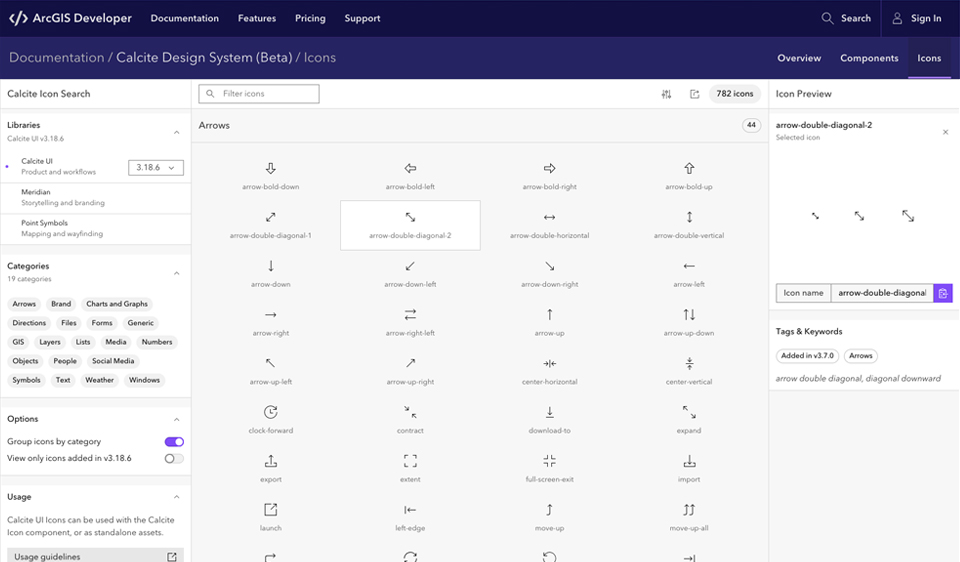 ArcGIS Developer Documentation Features Pricing Support Search Sign In
Documentation / Calcite Design System (Beta) / Icons Overview Components Icons
Calcite Icon Search
Libraries
Calcite UI v3.18.6
Calcite UI
Product and workflows
3.18.6
Meridian
Storytelling and branding
Point Symbols
Mapping and wayfinding
Categories
19 categories
Arrows Brand Charts and Graphs
Directions Files Forms Generic
GIS Layers Lists Media Numbers
Objects People Social Media
Symbols Text Weather Windows
Options
Group icons by category
View only icons added in v3.18.6
Usage
Calcite UI Icons can be used with the Calcite
Icon component, or as standalone assets.
Usage guidelines
Filter icons 782 icons
Arrows 44
arrow-bold-down arrow-bold-left arrow-bold-right arrow-bold-up
arrow-double-diagonal-1 arrow-double-diagonal-2 arrow-double-horizontal arrow-double-vertical
arrow-down arrow-down-left arrow-down-right arrow-left
arrow-right arrow-right-left arrow-up arrow-up-down
arrow-up-left arrow-up-right center-horizontal center-vertical
clock-forward contract download-to expand
export extent full-screen-exit import
launch left-edge move-up move-up-all
Icon Preview
arrow-double-diagonal-2
Selected icon
Icon name arrow-double-diagonal
Tags & Keywords
Added in v3.7.0 Arrows
arrow double diagonal, diagonal downward